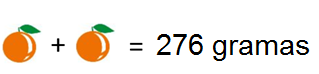 + = 276 gramas